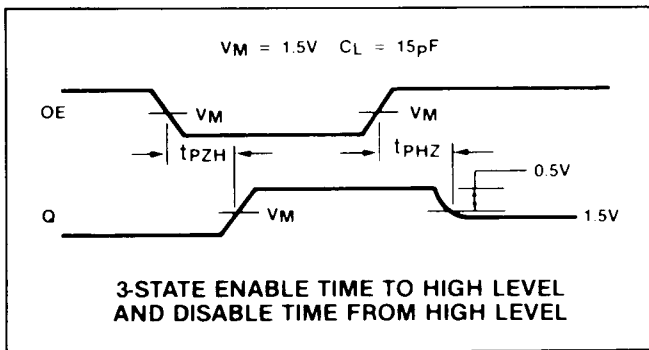 VM = 1.5V CL = 15pF
OE
VM
VM
tPZH
tPHZ
0.5V
Q
VM
1.5V
3-STATE ENABLE TIME TO HIGH LEVEL
AND DISABLE TIME FROM HIGH LEVEL